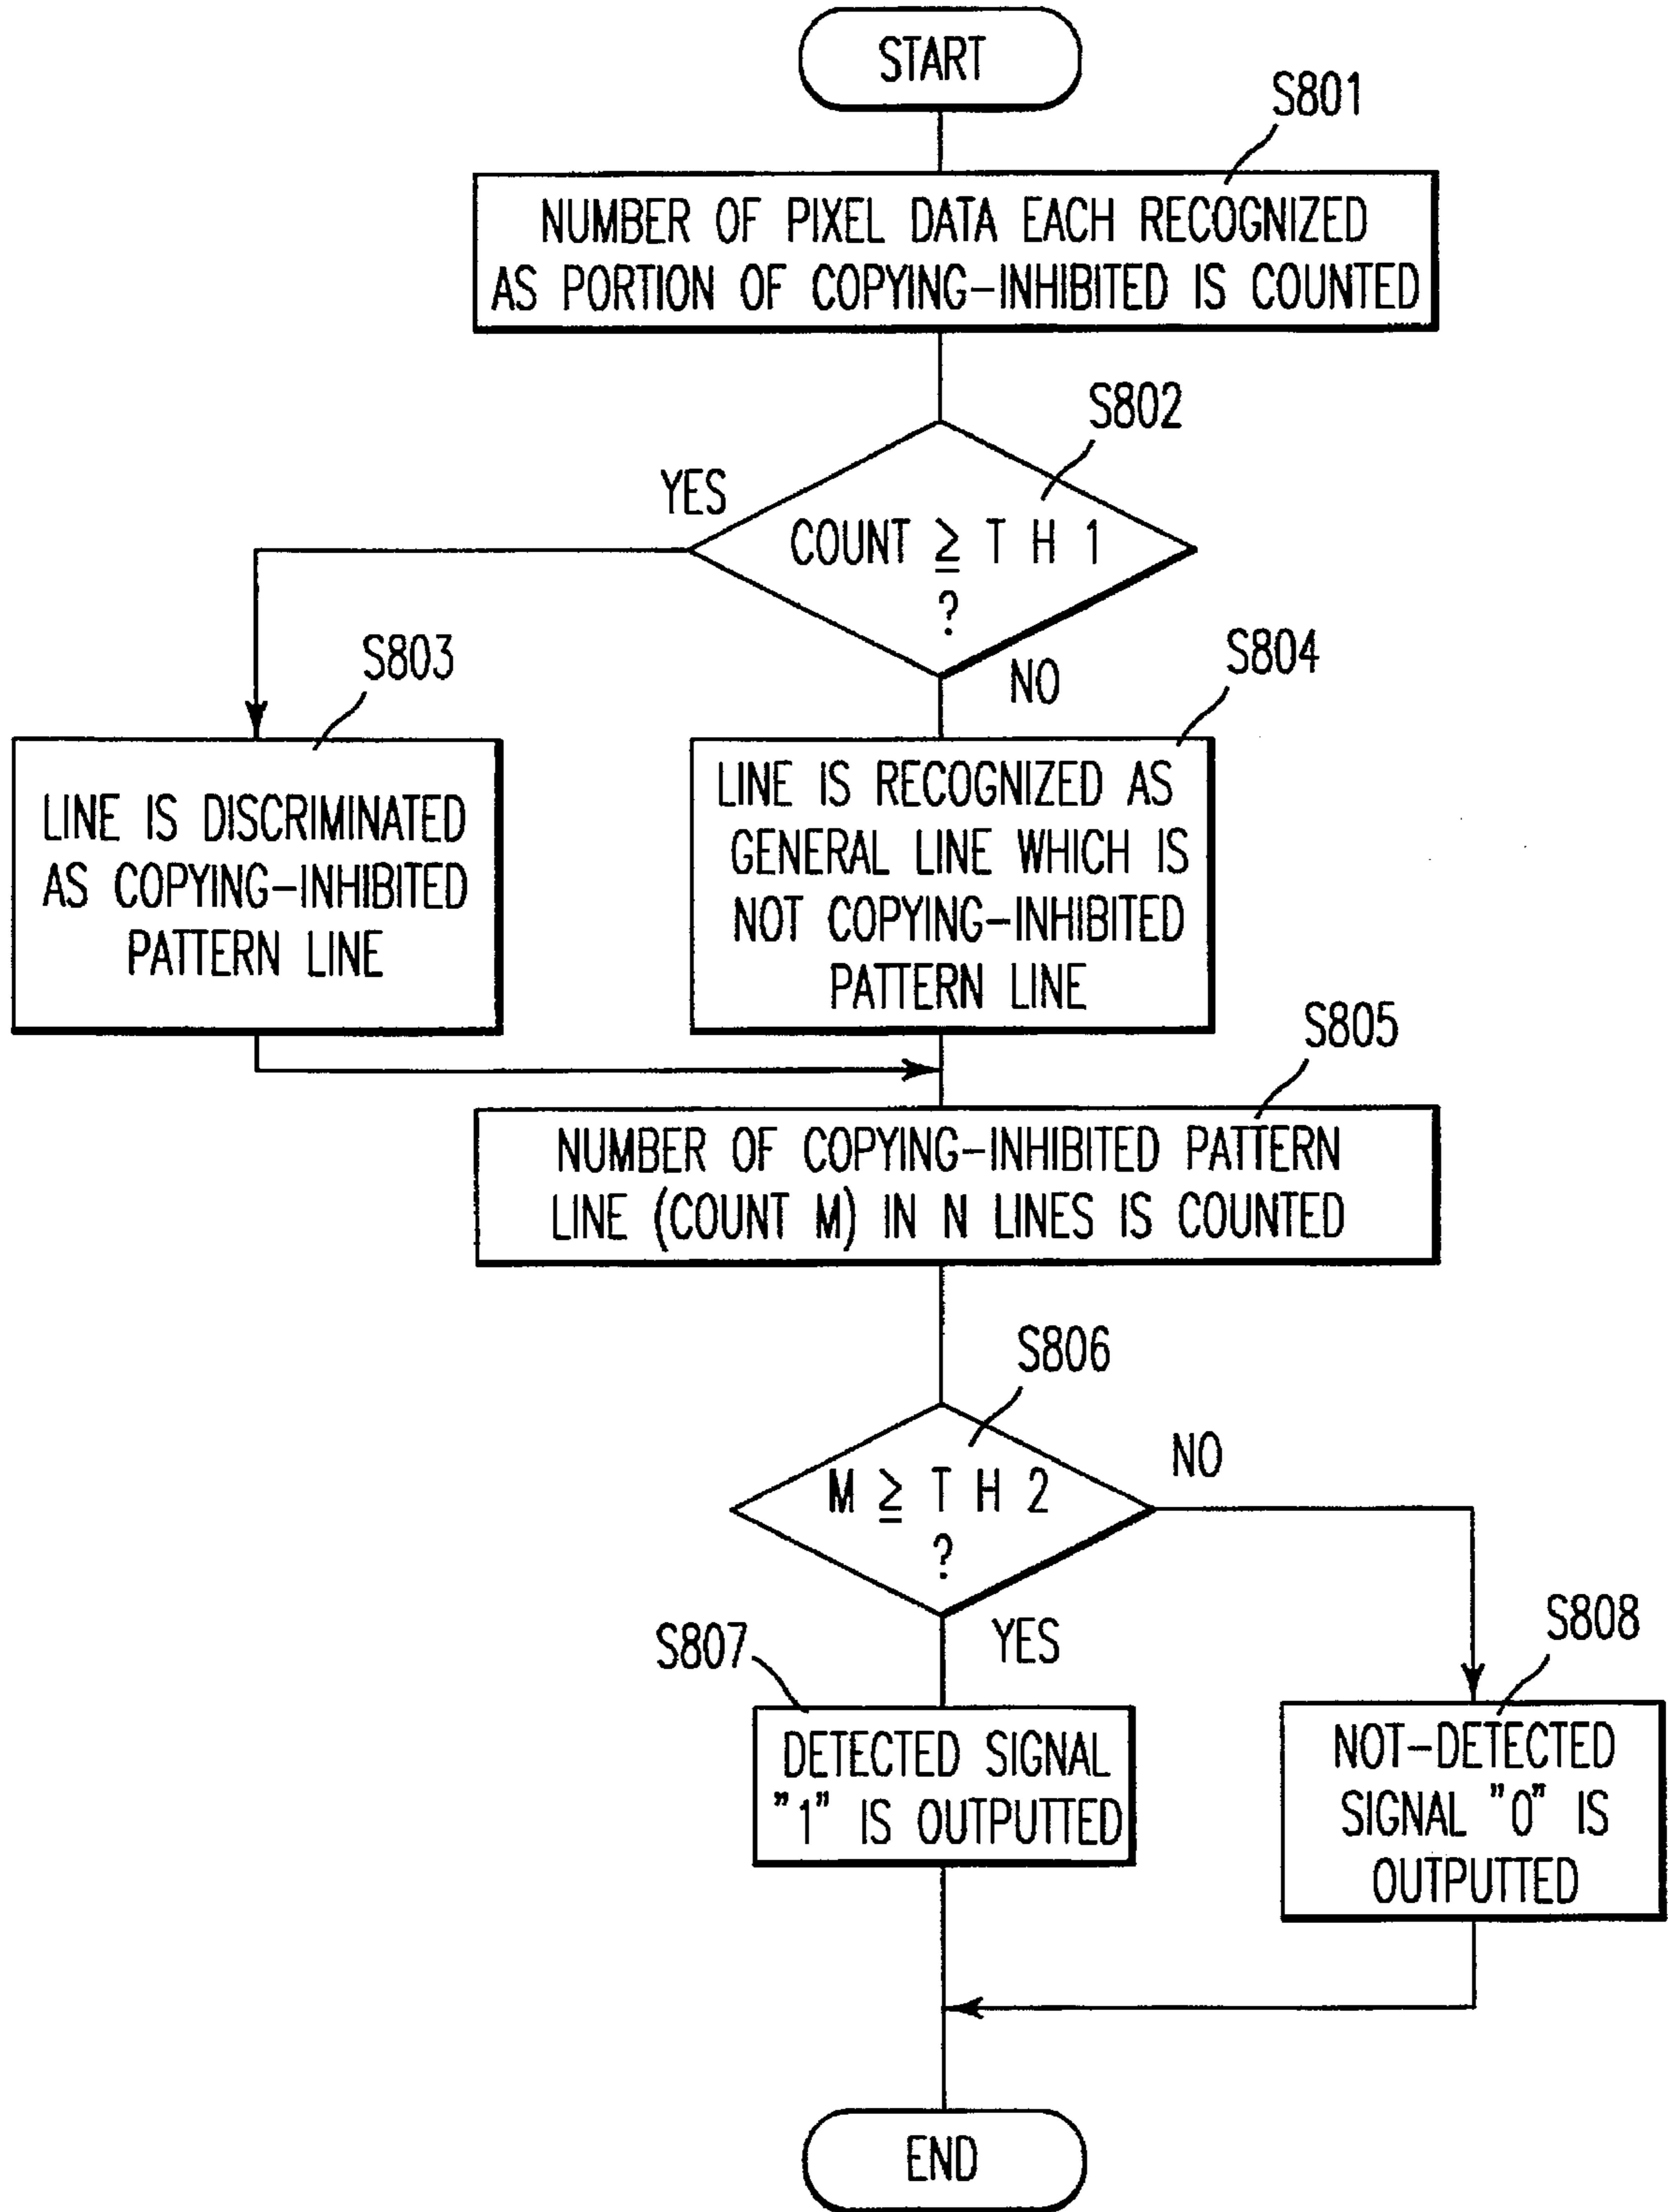 START
S801
NUMBER OF PIXEL DATA EACH RECOGNIZED
AS PORTION OF COPYING-INHIBITED IS COUNTED
S802
YES
COUNT ≧ T H 1
?
NO
S803
LINE IS DISCRIMINATED
AS COPYING-INHIBITED
PATTERN LINE
S804
LINE IS RECOGNIZED AS
GENERAL LINE WHICH IS
NOT COPYING-INHIBITED
PATTERN LINE
S805
NUMBER OF COPYING-INHIBITED PATTERN
LINE (COUNT M) IN N LINES IS COUNTED
S806
M ≧ T H 2
?
NO
YES
S807
DETECTED SIGNAL
"1" IS OUTPUTTED
S808
NOT-DETECTED
SIGNAL "0" IS
OUTPUTTED
END